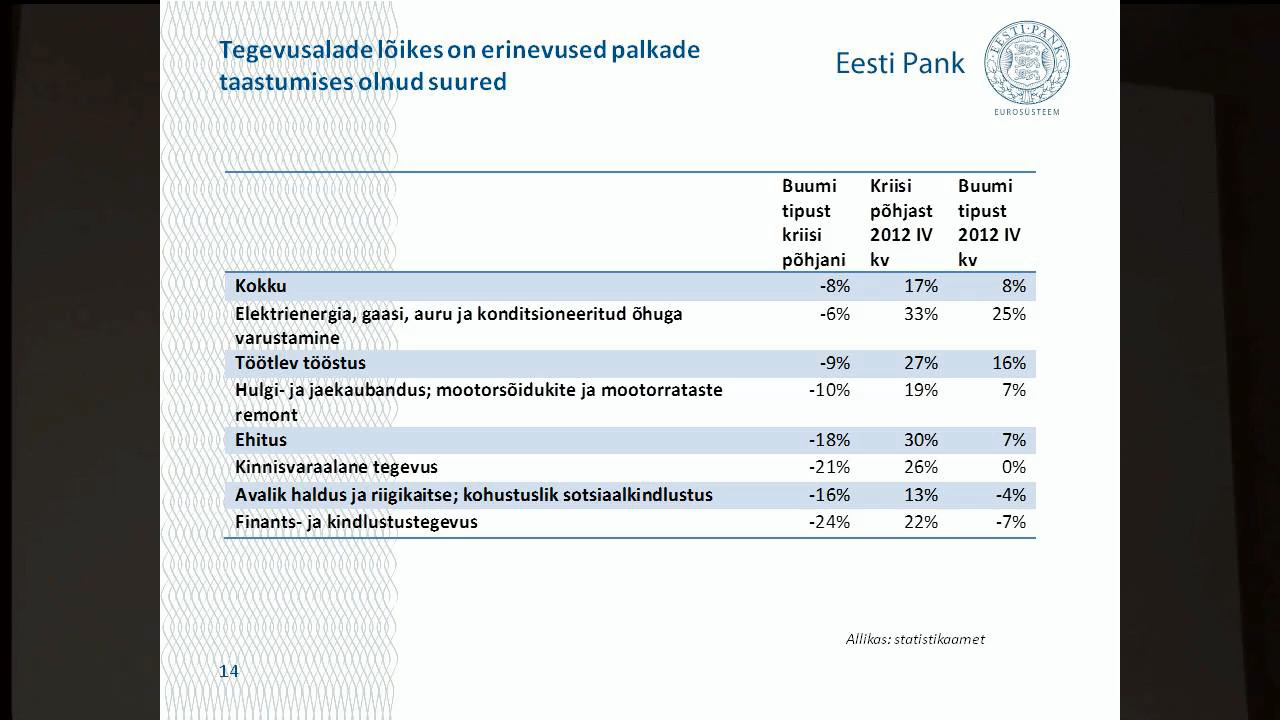 Tegevusalade lõikes on erinevused palkade
taastumises olnud suured
Eesti Pank
EESTI PANK
EUROSÜSTEEM
Buumi tipust kriisi põhjani
Kriisi põhjast 2012 IV kv
Buumi tipust 2012 IV kv
Kokku -8% 17% 8%
Elektrienergia, gaasi, auru ja konditsioneeritud õhuga
varustamine -6% 33% 25%
Töötlev tööstus -9% 27% 16%
Hulgi- ja jaekaubandus; mootorsõidukite ja mootorrataste
remont -10% 19% 7%
Ehitus -18% 30% 7%
Kinnisvaraalane tegevus -21% 26% 0%
Avalik haldus ja riigikaitse; kohustuslik sotsiaalkindlustus -16% 13% -4%
Finants- ja kindlustustegevus -24% 22% -7%
Allikas: statistikaamet
14